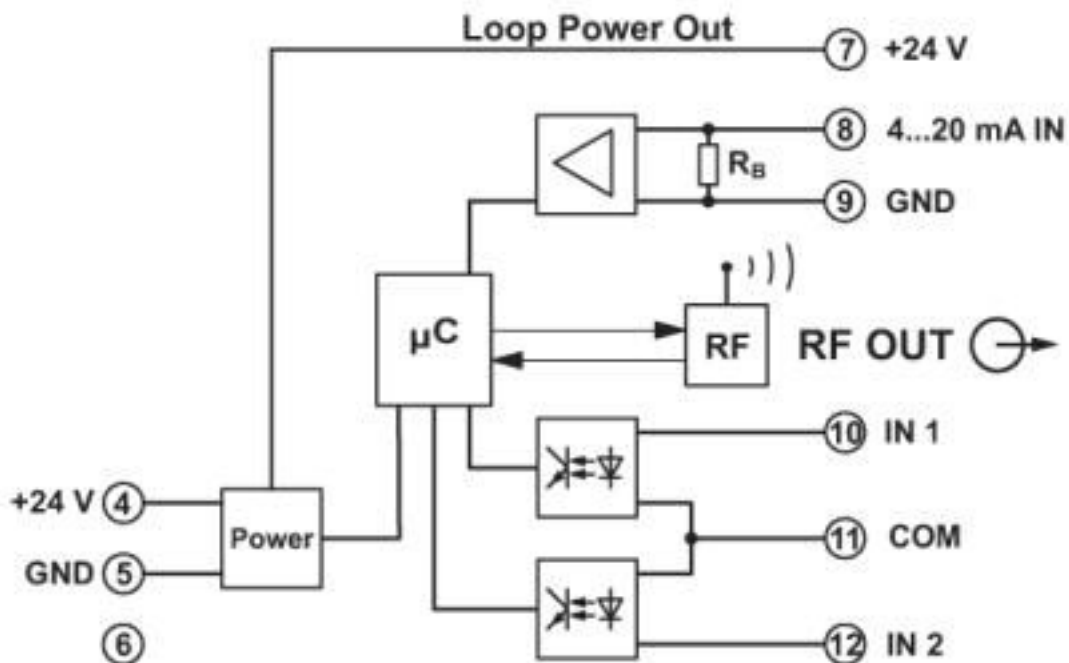 Loop Power Out
7 +24 V
8 4...20 mA IN
RB
9 GND
µC
RF
RF OUT
10 IN 1
+24 V 4
Power
11 COM
GND 5
6
12 IN 2